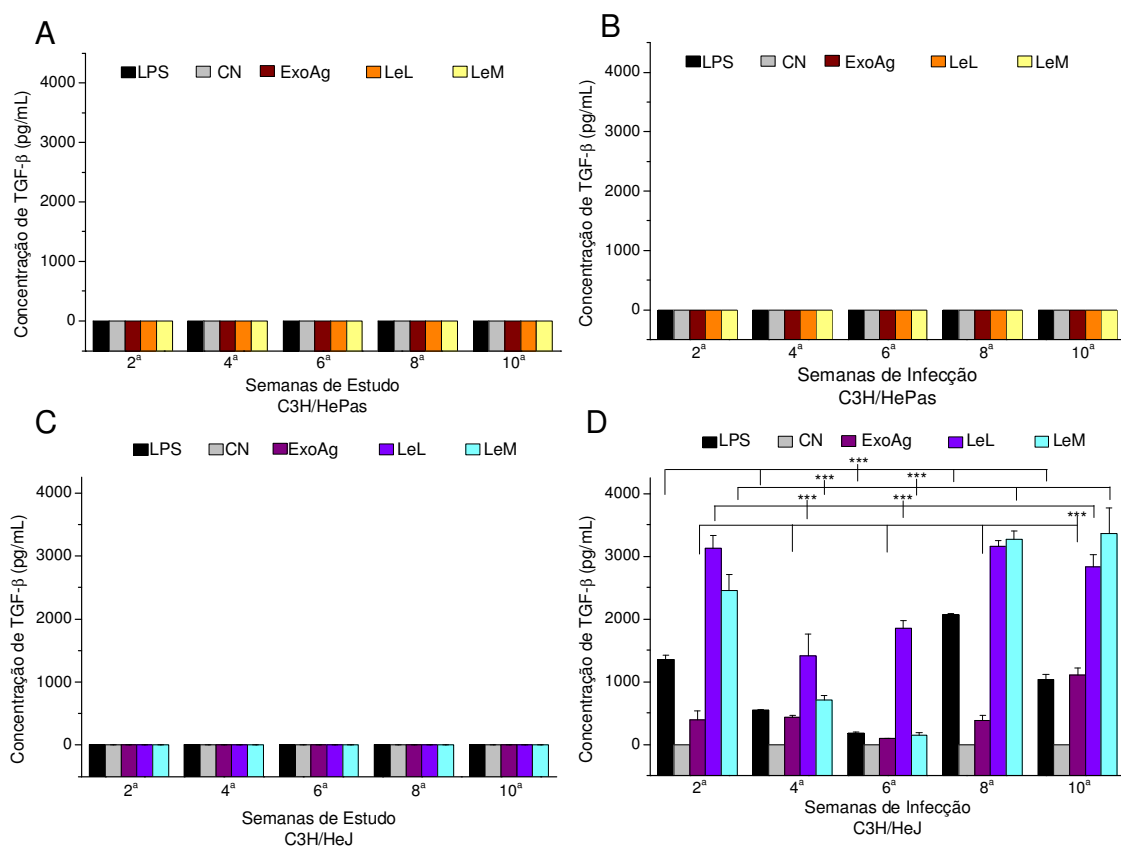 A
LPS CN ExoAg LeL LeM
Concentração de TGF-β (pg/mL)
4000
3000
2000
1000
0
2ª 4ª 6ª 8ª 10ª
Semanas de Estudo
C3H/HePas
B
LPS CN ExoAg LeL LeM
Concentração de TGF-β (pg/mL)
4000
3000
2000
1000
0
2ª 4ª 6ª 8ª 10ª
Semanas de Infecção
C3H/HePas
C
LPS CN ExoAg LeL LeM
Concentração de TGF-β (pg/mL)
4000
3000
2000
1000
0
2ª 4ª 6ª 8ª 10ª
Semanas de Estudo
C3H/HeJ
D
LPS CN ExoAg LeL LeM
***
*** ***
*** ***
***
Concentração de TGF-β (pg/mL)
4000
3000
2000
1000
0
2ª 4ª 6ª 8ª 10ª
Semanas de Infecção
C3H/HeJ